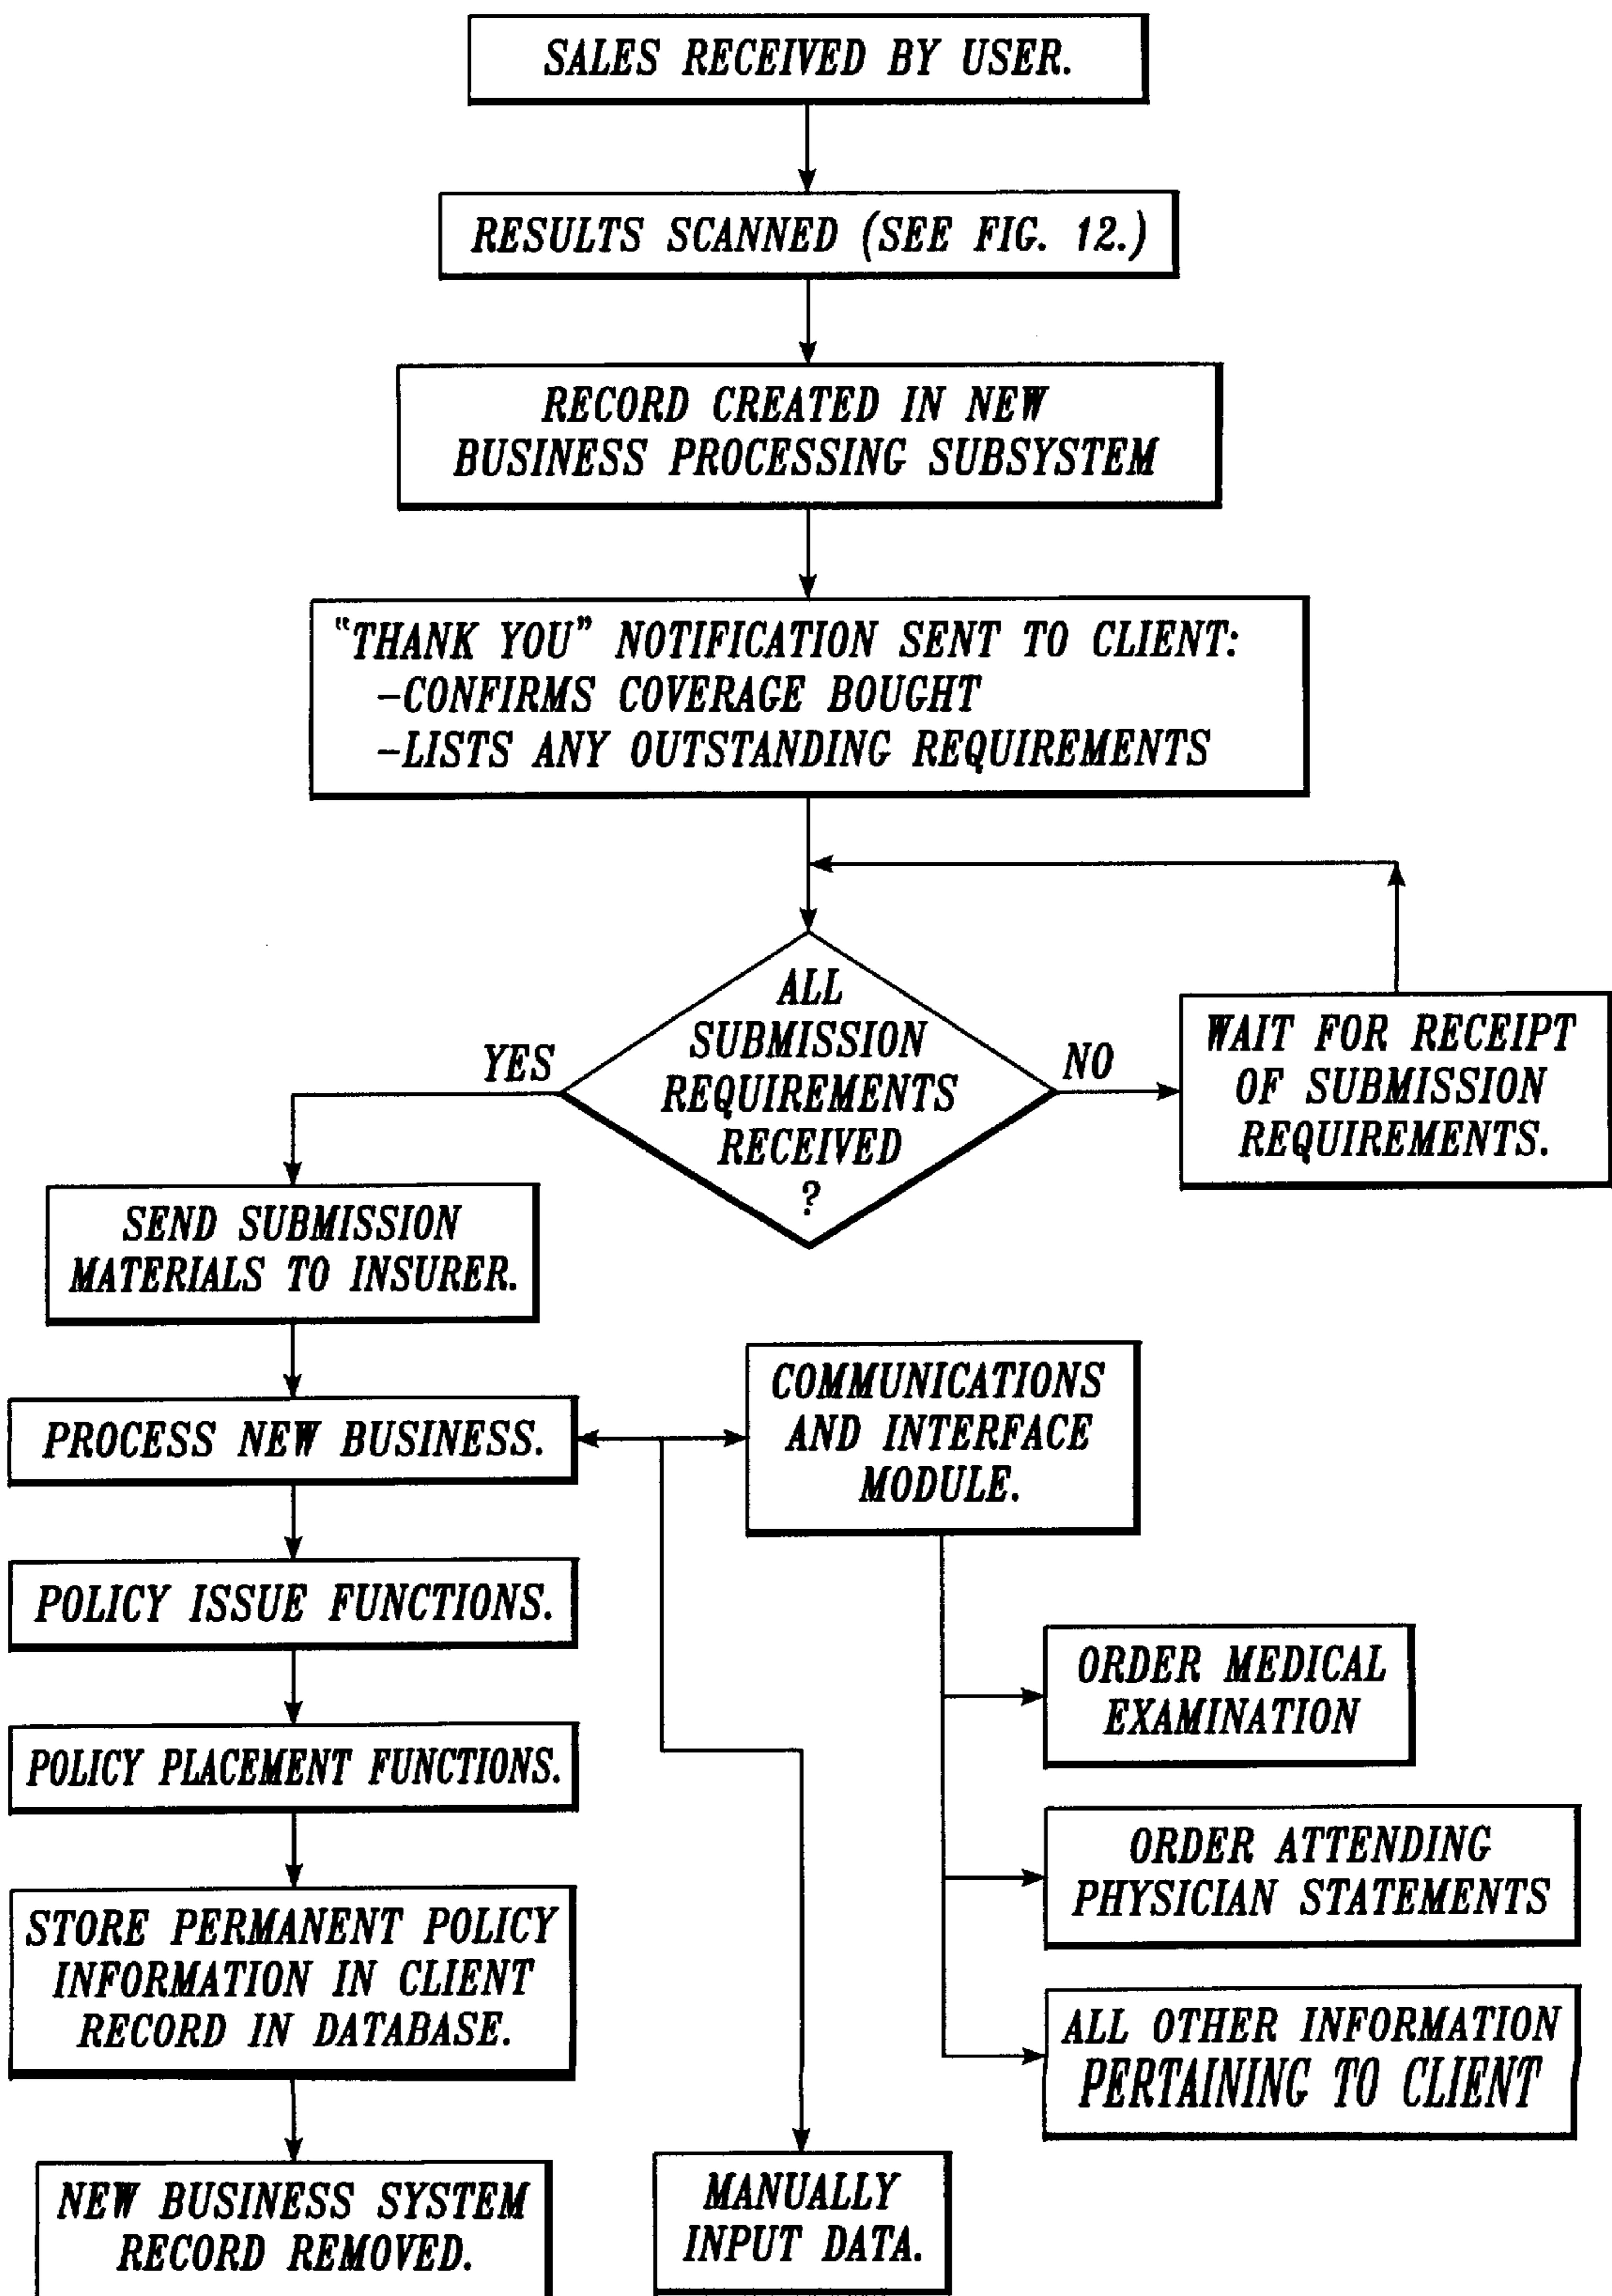 SALES RECEIVED BY USER.
RESULTS SCANNED (SEE FIG. 12.)
RECORD CREATED IN NEW
BUSINESS PROCESSING SUBSYSTEM
“THANK YOU” NOTIFICATION SENT TO CLIENT:
-CONFIRMS COVERAGE BOUGHT
-LISTS ANY OUTSTANDING REQUIREMENTS
ALL
SUBMISSION
REQUIREMENTS
RECEIVED
?
YES
NO
WAIT FOR RECEIPT
OF SUBMISSION
REQUIREMENTS.
SEND SUBMISSION
MATERIALS TO INSURER.
PROCESS NEW BUSINESS.
COMMUNICATIONS
AND INTERFACE
MODULE.
POLICY ISSUE FUNCTIONS.
ORDER MEDICAL
EXAMINATION
POLICY PLACEMENT FUNCTIONS.
ORDER ATTENDING
PHYSICIAN STATEMENTS
STORE PERMANENT POLICY
INFORMATION IN CLIENT
RECORD IN DATABASE.
ALL OTHER INFORMATION
PERTAINING TO CLIENT
NEW BUSINESS SYSTEM
RECORD REMOVED.
MANUALLY
INPUT DATA.